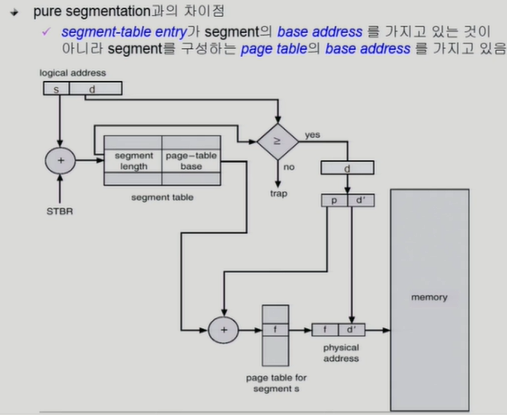 pure segmentation과의 차이점
segment-table entry가 segment의 base address 를 가지고 있는 것이
아니라 segment를 구성하는 page table의 base address 를 가지고 있음
logical address
s d
+
segment length
page-table base
segment table
STBR
≥
yes
no
trap
d
p d'
+
f
page table for segment s
f d'
physical address
memory